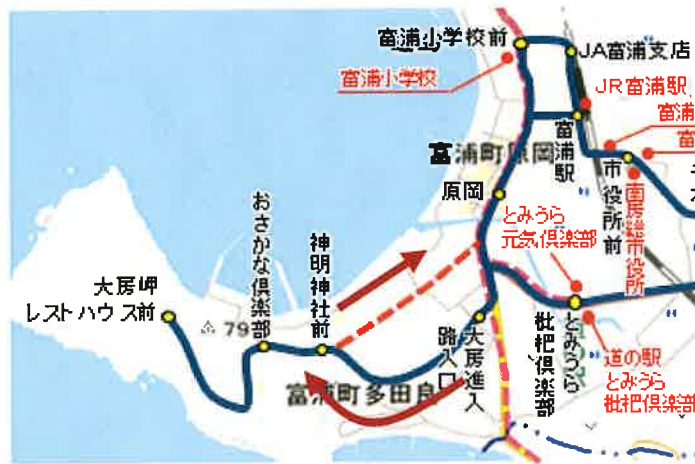 富浦小学校前
JA富浦支店
富浦小学校
JR富浦駅
富浦
富
富浦駅
富浦町原岡
市役所前
南房総市役所
原岡
とみうら
元気倶楽部
おさかな倶楽部
神明神社前
大房岬
レストハウス前
79
大房進入
路入口
とみうら
枇杷倶楽部
道の駅
とみうら
枇杷倶楽部
富浦町多田良